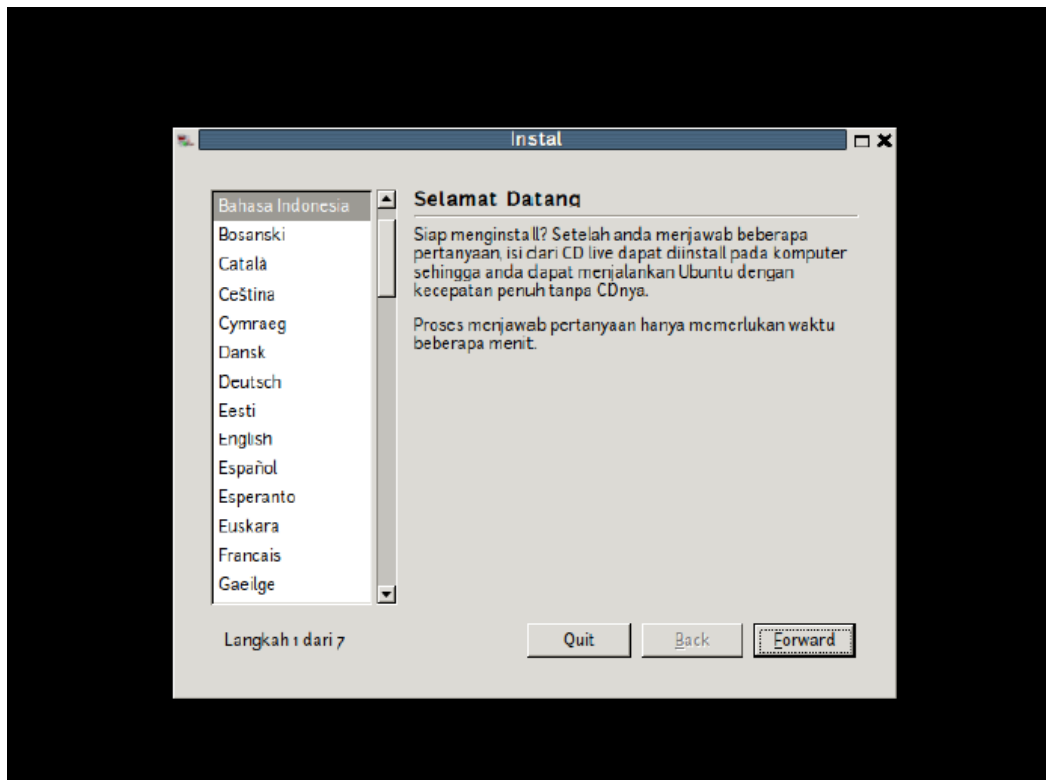 Instal
Bahasa Indonesia
Bosanski
Català
Čeština
Cymraeg
Dansk
Deutsch
Eesti
English
Español
Esperanto
Euskara
Francais
Gaeilge
Selamat Datang
Siap menginstall? Setelah anda menjawab beberapa
pertanyaan, isi dari CD live dapat diinstall pada komputer
sehingga anda dapat menjalankan Ubuntu dengan
kecepatan penuh tanpa CDnya.
Proses menjawab pertanyaan hanya memerlukan waktu
beberapa menit.
Langkah 1 dari 7
Quit
Back
Forward